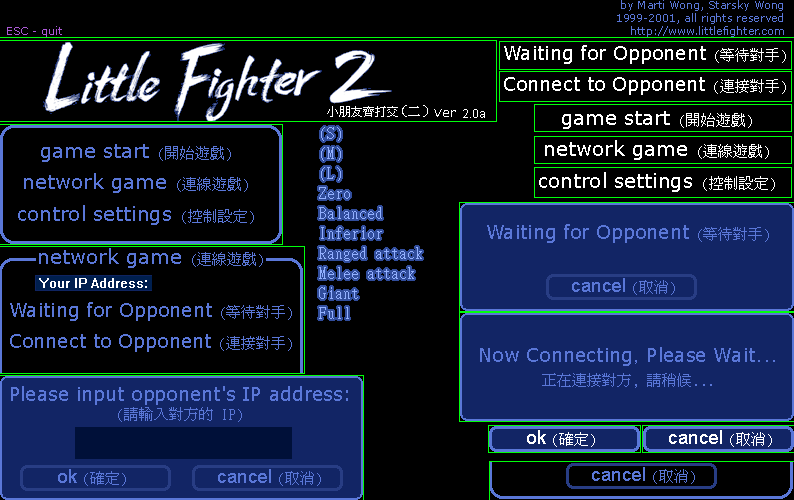 by Marti Wong, Starsky Wong
1999-2001, all rights reserved
ESC - quit
http://www.littlefighter.com
Little Fighter 2
小朋友齊打交(二) ver 2.0a
Waiting for Opponent (等待對手)
Connect to Opponent (連接對手)
game start (開始遊戲)
network game (連線遊戲)
control settings (控制設定)
game start (開始遊戲)
network game (連線遊戲)
control settings (控制設定)
(S)
(M)
(L)
Zero
Balanced
Inferior
Ranged attack
Melee attack
Giant
Full
network game (連線遊戲)
Your IP Address:
Waiting for Opponent (等待對手)
Connect to Opponent (連接對手)
Waiting for Opponent (等待對手)
cancel (取消)
Now Connecting, Please Wait...
正在連接對方, 請稍候...
Please input opponent's IP address:
(請輸入對方的 IP)
ok (確定)
cancel (取消)
ok (確定)
cancel (取消)
cancel (取消)